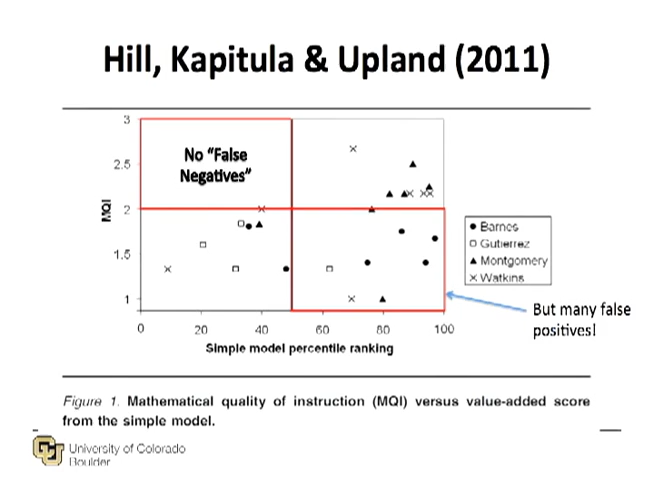 Hill, Kapitula & Upland (2011)
3
2.5
2
1.5
1
MQI
No "False
Negatives"
0
20
40
60
80
100
Simple model percentile ranking
Barnes
Gutierrez
Montgomery
Watkins
But many false
positives!
Figure 1. Mathematical quality of instruction (MQI) versus value-added score
from the simple model.
CU
University of Colorado
Boulder